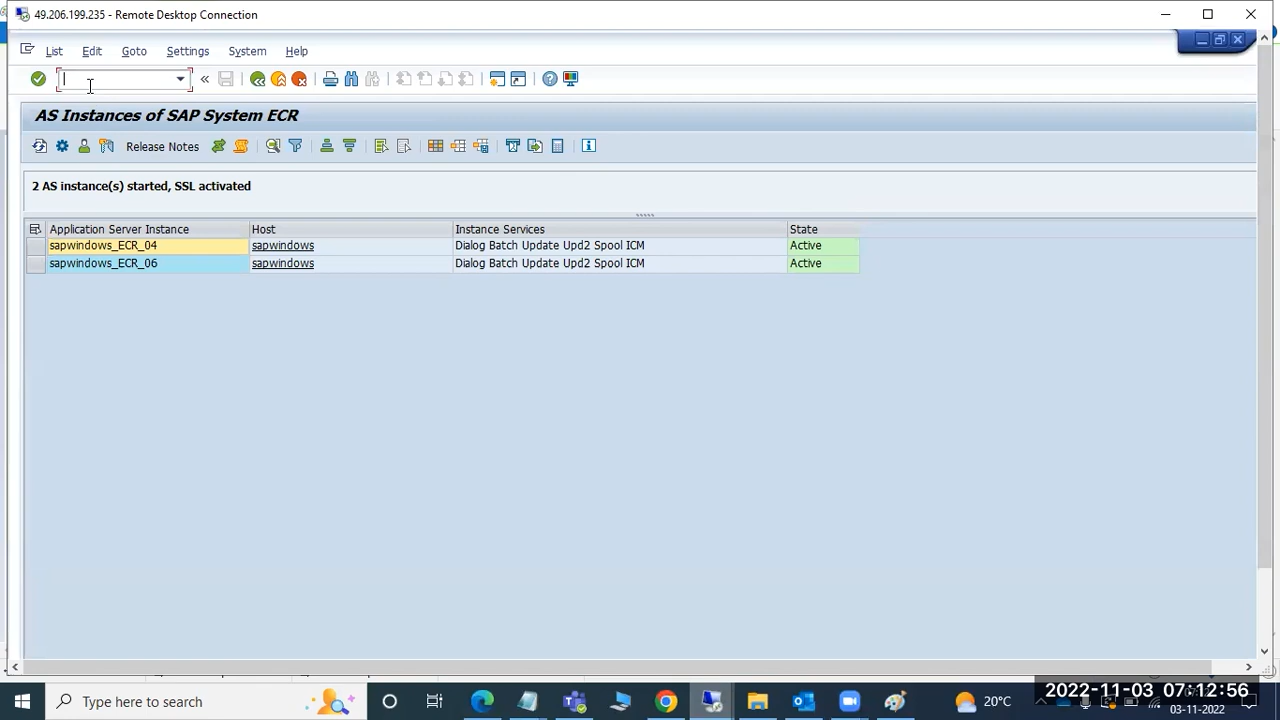 49.206.199.235 - Remote Desktop Connection
List Edit Goto Settings System Help
AS Instances of SAP System ECR
Release Notes
2 AS instance(s) started, SSL activated
Application Server Instance Host Instance Services State
sapwindows_ECR_04 sapwindows Dialog Batch Update Upd2 Spool ICM Active
sapwindows_ECR_06 sapwindows Dialog Batch Update Upd2 Spool ICM Active
Type here to search
20°C
2022-11-03 07:12:56
03-11-2022